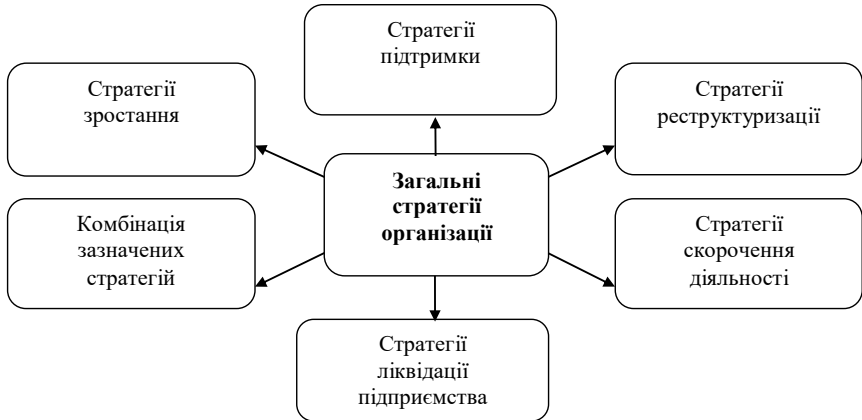 Стратегії
підтримки
Стратегії
зростання
Стратегії
реструктуризації
Загальні
стратегії
організації
Комбінація
зазначених
стратегій
Стратегії
скорочення
діяльності
Стратегії
ліквідації
підприємства